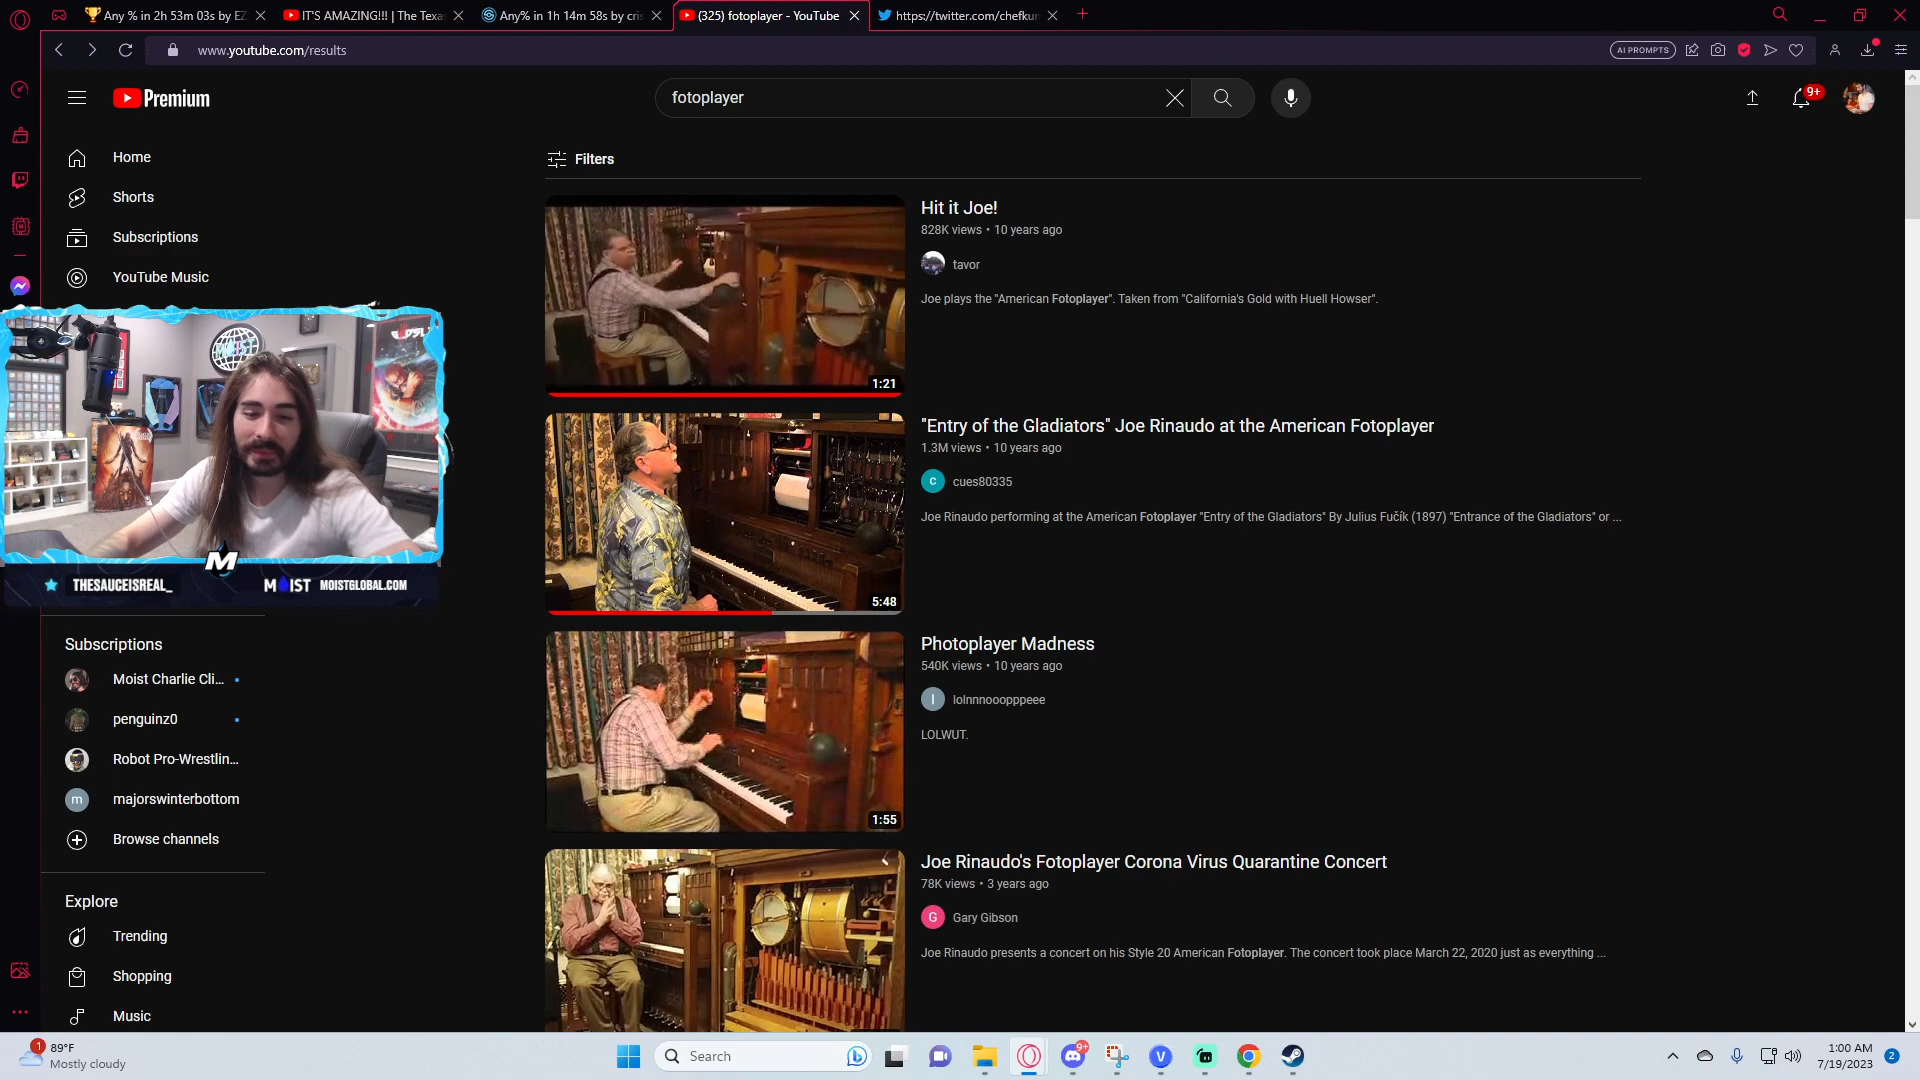 Any % in 2h 53m 03s by EZ
IT'S AMAZING!!! | The Texa
Any% in 1h 14m 58s by cri
(325) fotoplayer - YouTube
https://twitter.com/chefkun
www.youtube.com/results
AI PROMPTS
Premium
fotoplayer
9+
Home
Shorts
Subscriptions
YouTube Music
Filters
Hit it Joe!
828K views • 10 years ago
tavor
Joe plays the "American Fotoplayer". Taken from "California's Gold with Huell Howser".
1:21
"Entry of the Gladiators" Joe Rinaudo at the American Fotoplayer
1.3M views • 10 years ago
c
cues80335
Joe Rinaudo performing at the American Fotoplayer "Entry of the Gladiators" By Julius Fučík (1897) "Entrance of the Gladiators" or ...
5:48
MOIST
M
THESAUCEISREAL_
MOIST
MOISTGLOBAL.COM
Subscriptions
Moist Charlie Cli...
penguinz0
Robot Pro-Wrestlin...
m
majorswinterbottom
Browse channels
Photoplayer Madness
540K views • 10 years ago
l
lolnnnooopppeee
LOLWUT.
1:55
Joe Rinaudo's Fotoplayer Corona Virus Quarantine Concert
78K views • 3 years ago
G
Gary Gibson
Joe Rinaudo presents a concert on his Style 20 American Fotoplayer. The concert took place March 22, 2020 just as everything ...
Explore
Trending
Shopping
Music
1
89°F
Mostly cloudy
Search
9+
V
1:00 AM
7/19/2023
2